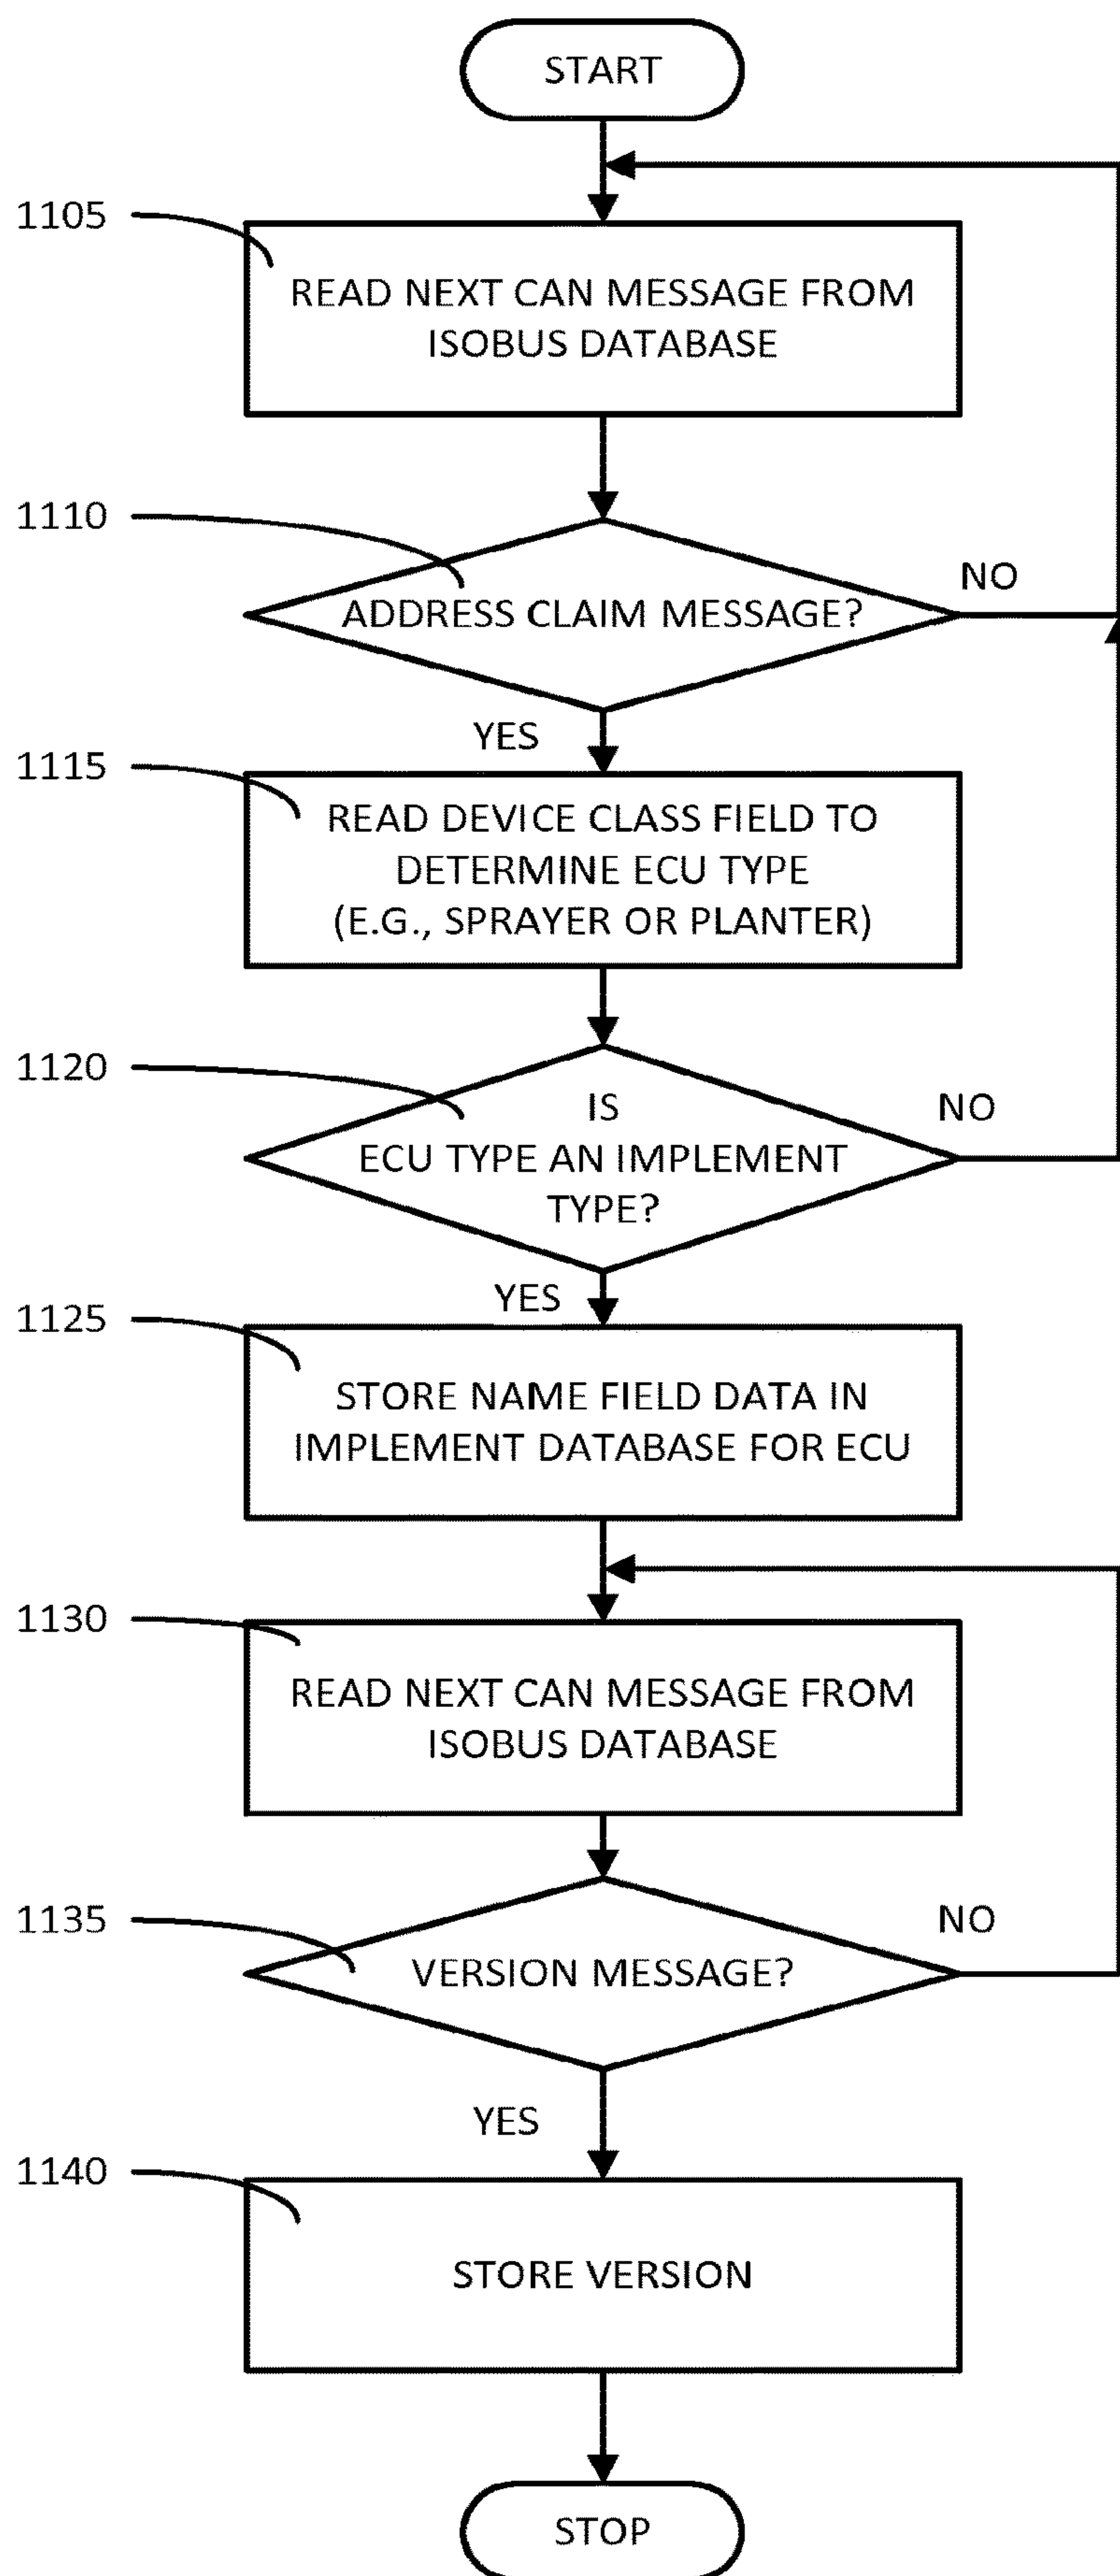 START
1105
READ NEXT CAN MESSAGE FROM
ISOBUS DATABASE
1110
NO
ADDRESS CLAIM MESSAGE?
YES
1115
READ DEVICE CLASS FIELD TO
DETERMINE ECU TYPE
(E.G., SPRAYER OR PLANTER)
1120
IS
NO
ECU TYPE AN IMPLEMENT
TYPE?
YES
1125
STORE NAME FIELD DATA IN
IMPLEMENT DATABASE FOR ECU
1130
READ NEXT CAN MESSAGE FROM
ISOBUS DATABASE
1135
NO
VERSION MESSAGE?
YES
1140
STORE VERSION
STOP